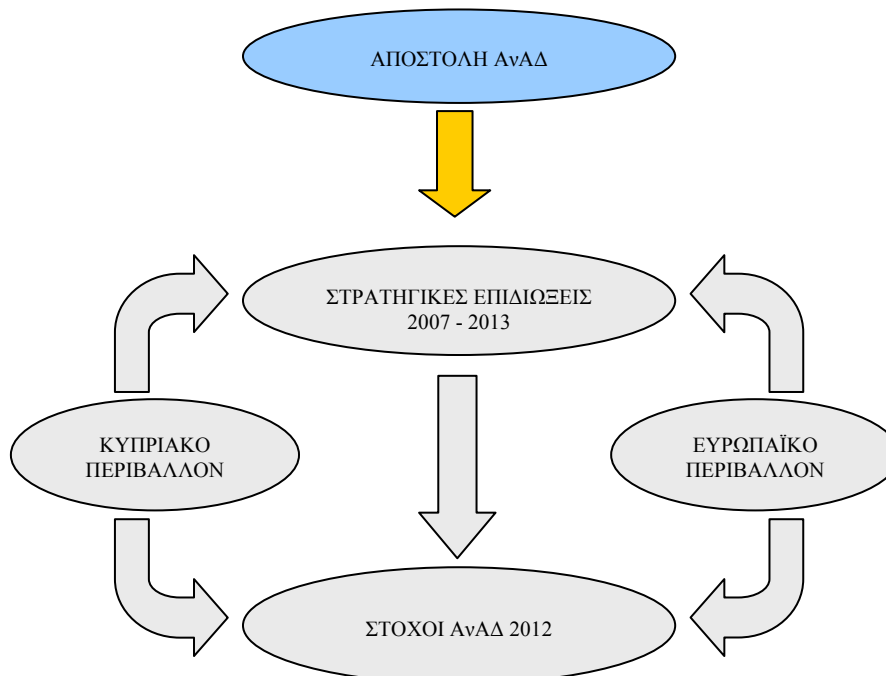 ΑΠΟΣΤΟΛΗ ΑνΑΔ
ΣΤΡΑΤΗΓΙΚΕΣ ΕΠΙΔΙΩΞΕΙΣ
2007 - 2013
ΚΥΠΡΙΑΚΟ
ΠΕΡΙΒΑΛΛΟΝ
ΕΥΡΩΠΑΪΚΟ
ΠΕΡΙΒΑΛΛΟΝ
ΣΤΟΧΟΙ ΑνΑΔ 2012